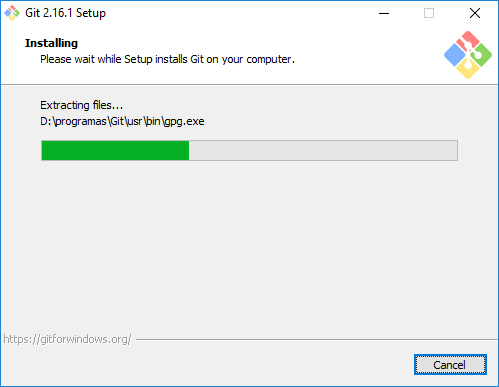 Git 2.16.1 Setup
Installing
Please wait while Setup installs Git on your computer.
Extracting files...
D:\programas\Git\usr\bin\gpg.exe
https://gitforwindows.org/
Cancel